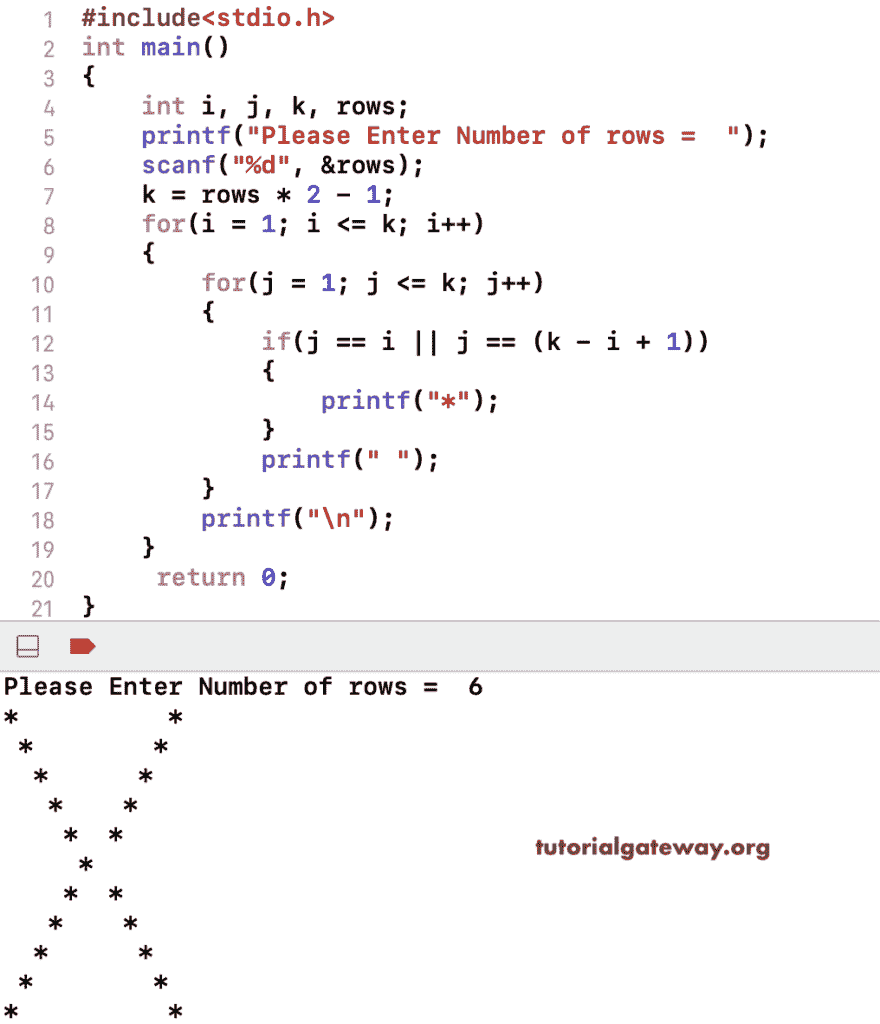 1 #include<stdio.h>
2 int main()
3 {
4     int i, j, k, rows;
5     printf("Please Enter Number of rows =  ");
6     scanf("%d", &rows);
7     k = rows * 2 - 1;
8     for(i = 1; i <= k; i++)
9     {
10         for(j = 1; j <= k; j++)
11         {
12             if(j == i || j == (k - i + 1))
13             {
14                 printf("*");
15             }
16             printf(" ");
17         }
18         printf("\n");
19     }
20      return 0;
21 }
Please Enter Number of rows =  6
*          *
 *        *
  *      *
   *    *
    *  *
     *
    *  *
   *    *
  *      *
 *        *
*          *
tutorialgateway.org